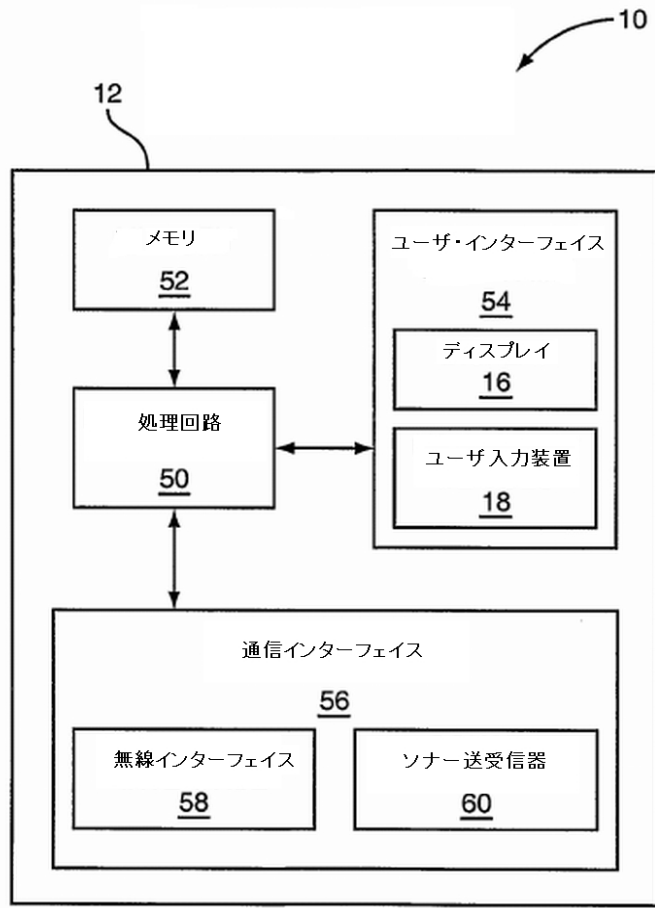 10
12
メモリ
52
ユーザ・インターフェイス
54
ディスプレイ
16
処理回路
50
ユーザ入力装置
18
通信インターフェイス
56
無線インターフェイス
58
ソナー送受信器
60